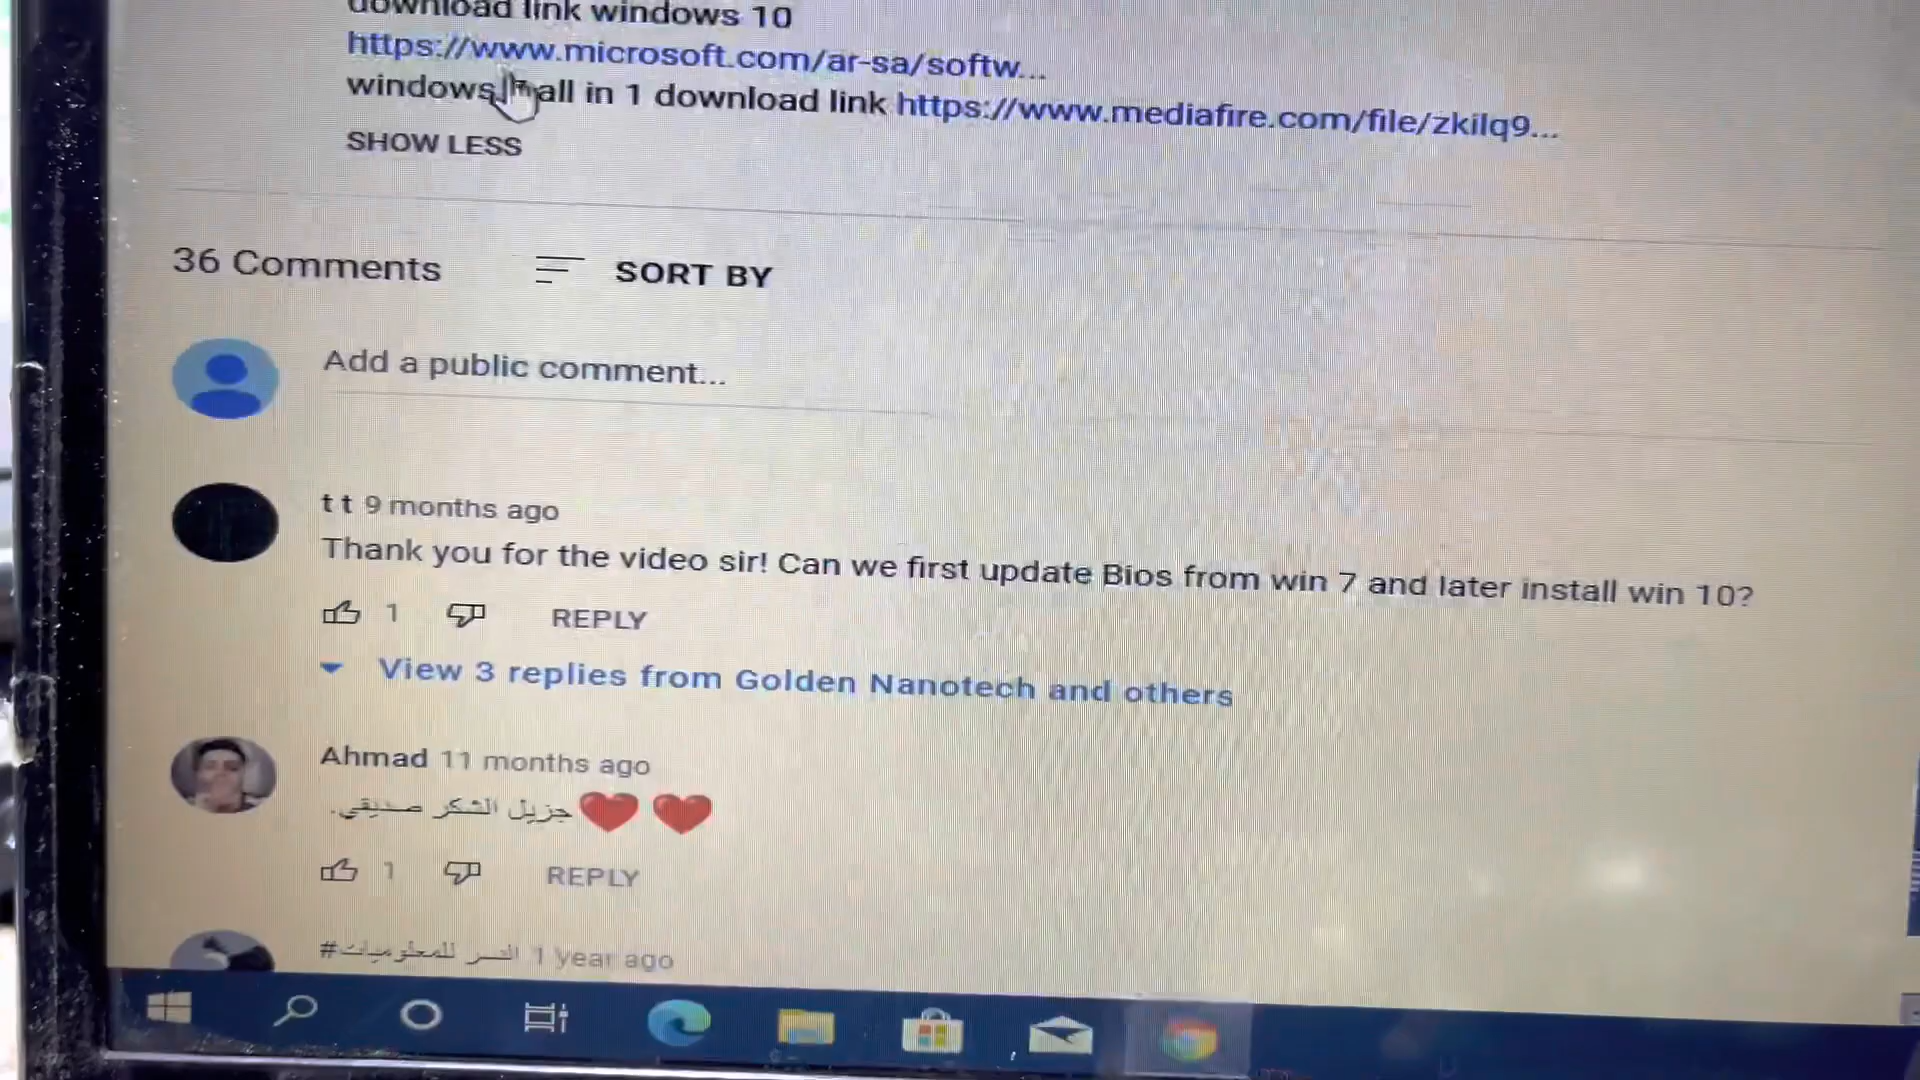 download link windows 10
https://www.microsoft.com/ar-sa/softw...
windows all in 1 download link https://www.mediafire.com/file/zkilq9...
SHOW LESS
36 Comments SORT BY
Add a public comment...
t t 9 months ago
Thank you for the video sir! Can we first update Bios from win 7 and later install win 10?
1 REPLY
View 3 replies from Golden Nanotech and others
Ahmad 11 months ago
جزيل الشكر صديقي.
1 REPLY
# للمعلوميات 1 year ago